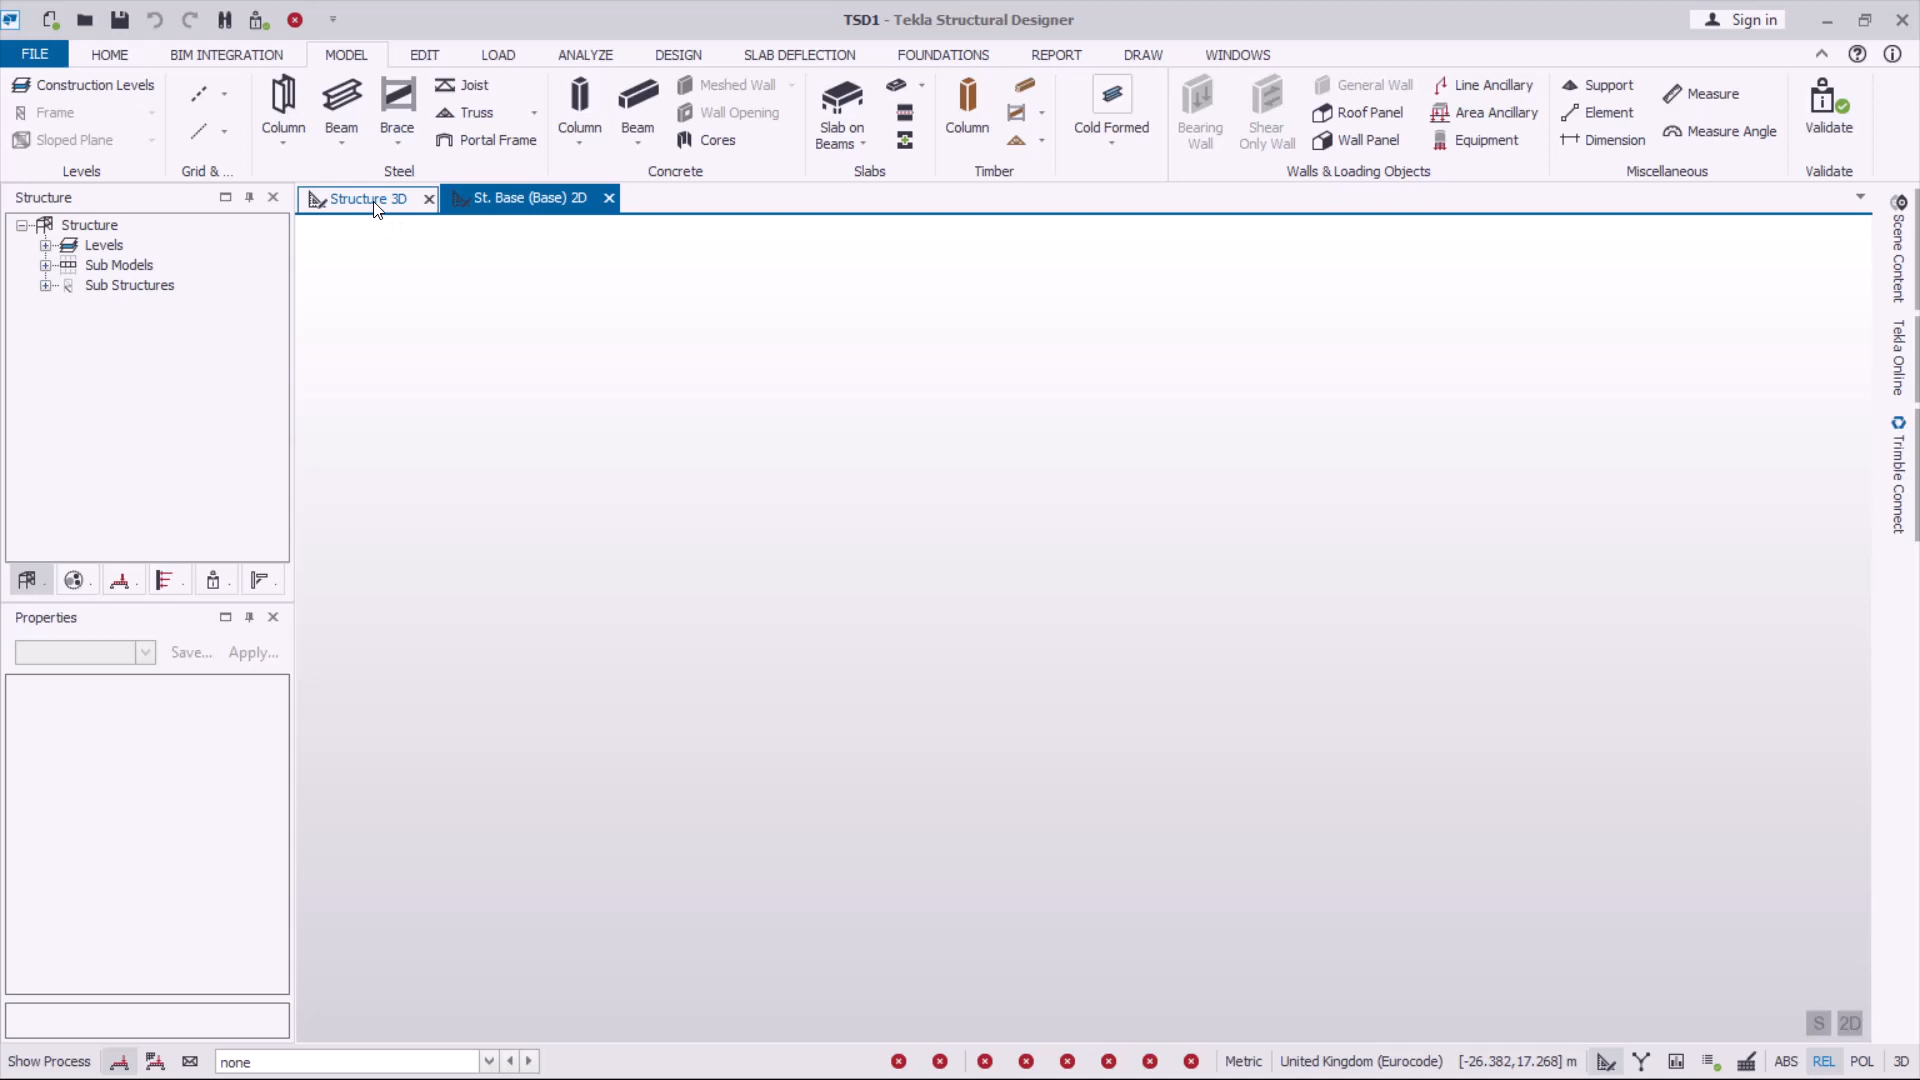 TSD1 - Tekla Structural Designer
Sign in
FILE HOME BIM INTEGRATION MODEL EDIT LOAD ANALYZE DESIGN SLAB DEFLECTION FOUNDATIONS REPORT DRAW WINDOWS
Construction Levels
Frame
Sloped Plane
Levels
Grid & ...
Column
Beam
Brace
Joist
Truss
Portal Frame
Steel
Column
Beam
Meshed Wall
Wall Opening
Cores
Concrete
Slab on
Beams
Slabs
Column
Timber
Cold Formed
Bearing
Wall
Shear
Only Wall
General Wall
Roof Panel
Wall Panel
Line Ancillary
Area Ancillary
Equipment
Walls & Loading Objects
Support
Element
Dimension
Measure
Measure Angle
Miscellaneous
Validate
Validate
Structure
Structure 3D
St. Base (Base) 2D
Structure
Levels
Sub Models
Sub Structures
Properties
Save...
Apply...
Scene Content
Tekla Online
Trimble Connect
S 2D
Show Process
none
Metric
United Kingdom (Eurocode)
[-26.382,17.268] m
ABS REL POL 3D